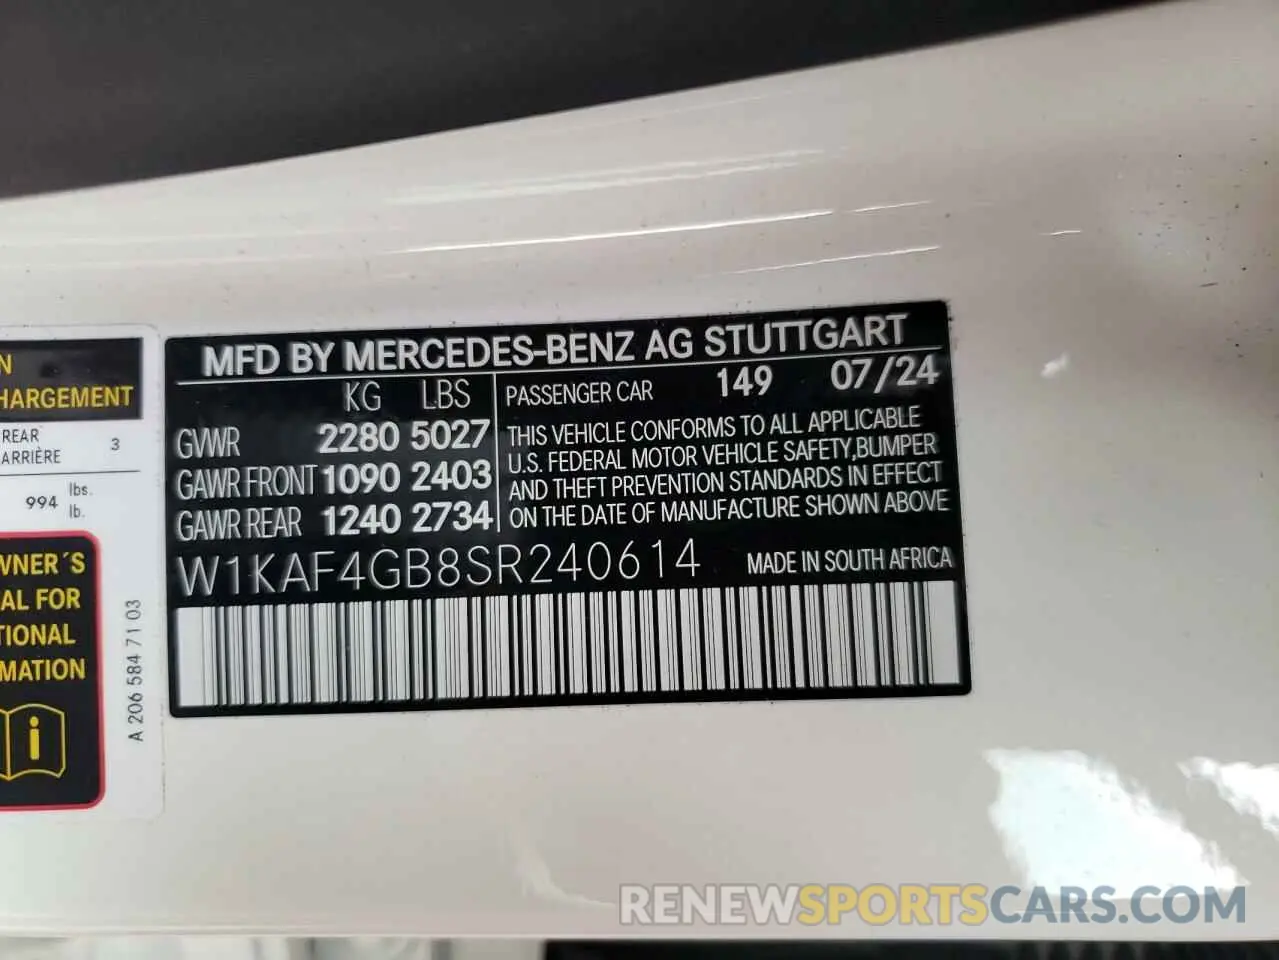 MFD BY MERCEDES-BENZ AG STUTTGART
KG LBS
GVWR 2280 5027
GAWR FRONT 1090 2403
GAWR REAR 1240 2734
PASSENGER CAR 149 07/24
THIS VEHICLE CONFORMS TO ALL APPLICABLE
U.S. FEDERAL MOTOR VEHICLE SAFETY,BUMPER
AND THEFT PREVENTION STANDARDS IN EFFECT
ON THE DATE OF MANUFACTURE SHOWN ABOVE
W1KAF4GB8SR240614 MADE IN SOUTH AFRICA
N
HARGEMENT
REAR
ARRIÈRE 3
994 lbs.
lb.
WNER´S
AL FOR
TIONAL
MATION
i
A 206 584 71 03
RENEWSPORTSCARS.COM